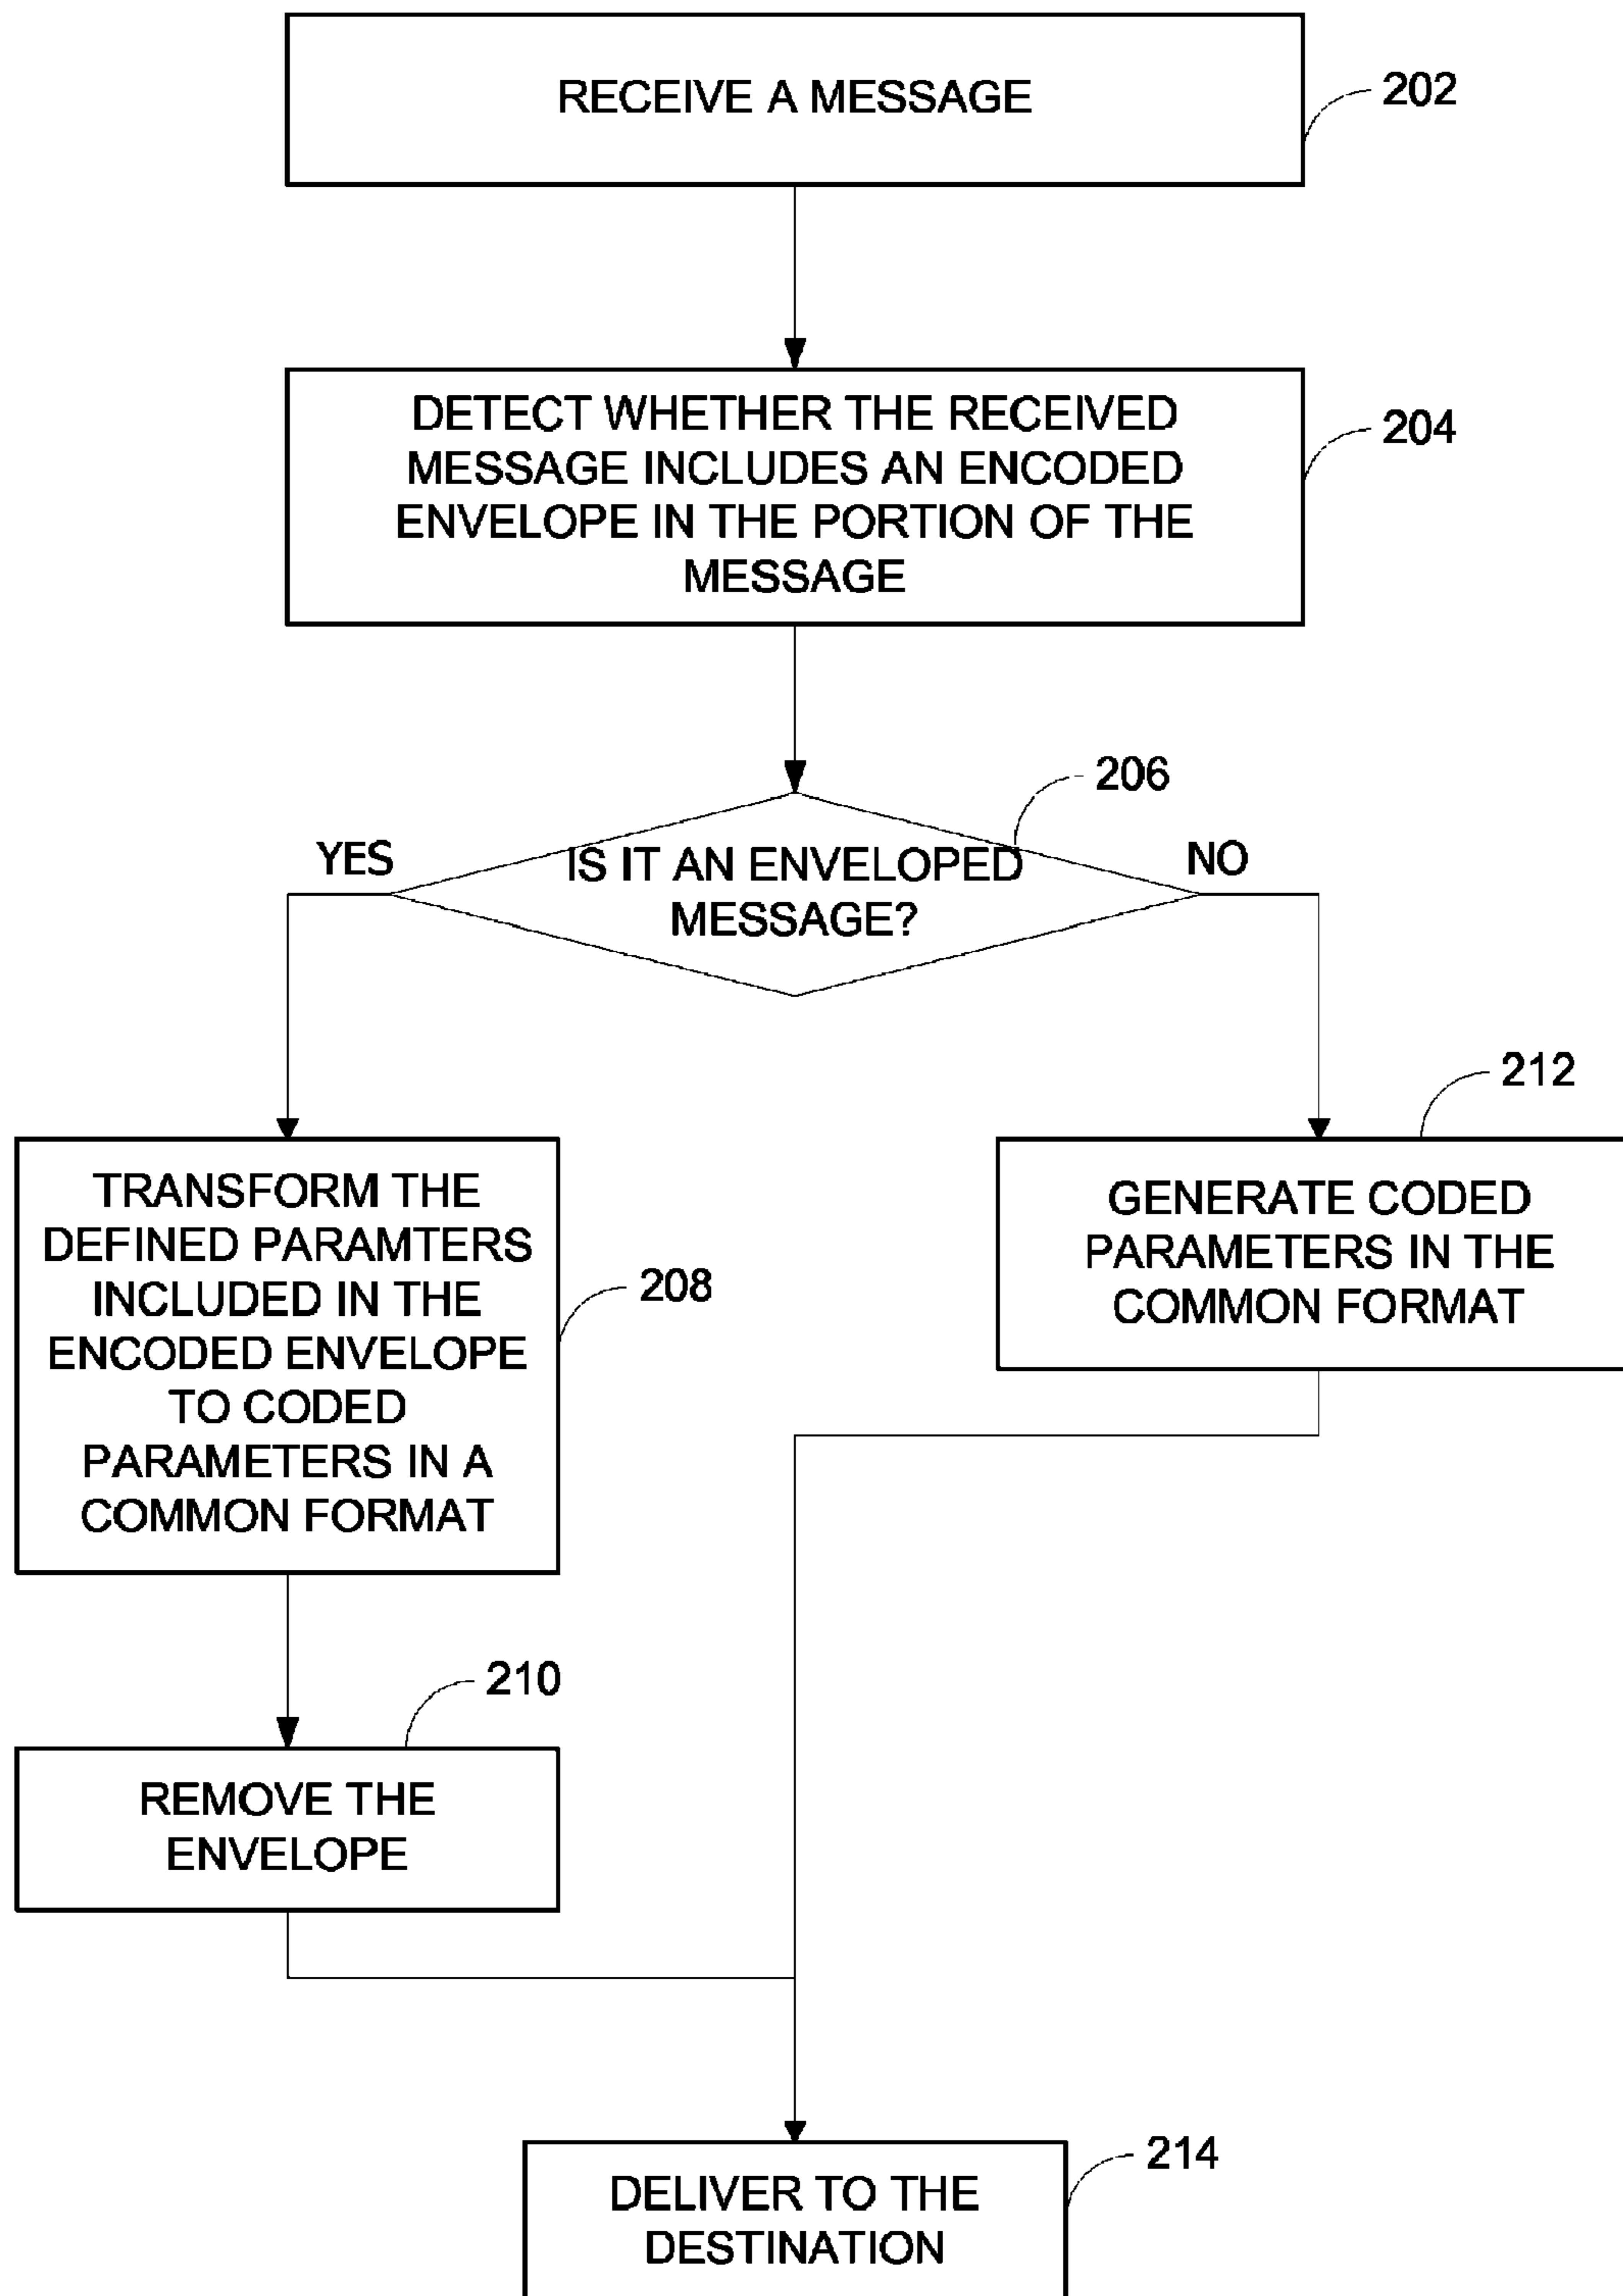 RECEIVE A MESSAGE
202
DETECT WHETHER THE RECEIVED
MESSAGE INCLUDES AN ENCODED
ENVELOPE IN THE PORTION OF THE
MESSAGE
204
206
YES
IS IT AN ENVELOPED
MESSAGE?
NO
212
TRANSFORM THE
DEFINED PARAMTERS
INCLUDED IN THE
ENCODED ENVELOPE
TO CODED
PARAMETERS IN A
COMMON FORMAT
208
GENERATE CODED
PARAMETERS IN THE
COMMON FORMAT
210
REMOVE THE
ENVELOPE
214
DELIVER TO THE
DESTINATION